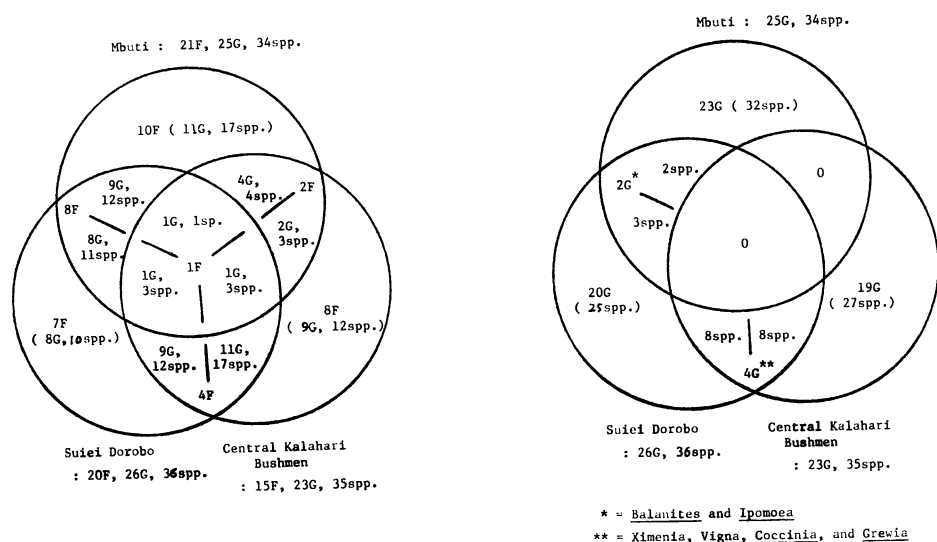 Mbuti : 21F, 25G, 34spp.
10F ( 11G, 17spp.)
9G,
12spp.
8F
8G,
11spp.
4G,
4spp.
2F
2G,
3spp.
1G, 1sp.
1F
1G,
3spp.
1G,
3spp.
7F
( 8G,10spp.)
8F
( 9G, 12spp.)
9G,
12spp.
11G,
17spp.
4F
Suiei Dorobo
: 20F, 26G, 36spp.
Central Kalahari
Bushmen
: 15F, 23G, 35spp.
Mbuti : 25G, 34spp.
23G ( 32spp.)
2spp.
2G*
3spp.
0
0
20G
( 25spp.)
19G
( 27spp.)
8spp.
8spp.
4G**
Suiei Dorobo
: 26G, 36spp.
Central Kalahari
Bushmen
: 23G, 35spp.
* = Balanites and Ipomoea
** = Ximenia, Vigna, Coccinia, and Grewia